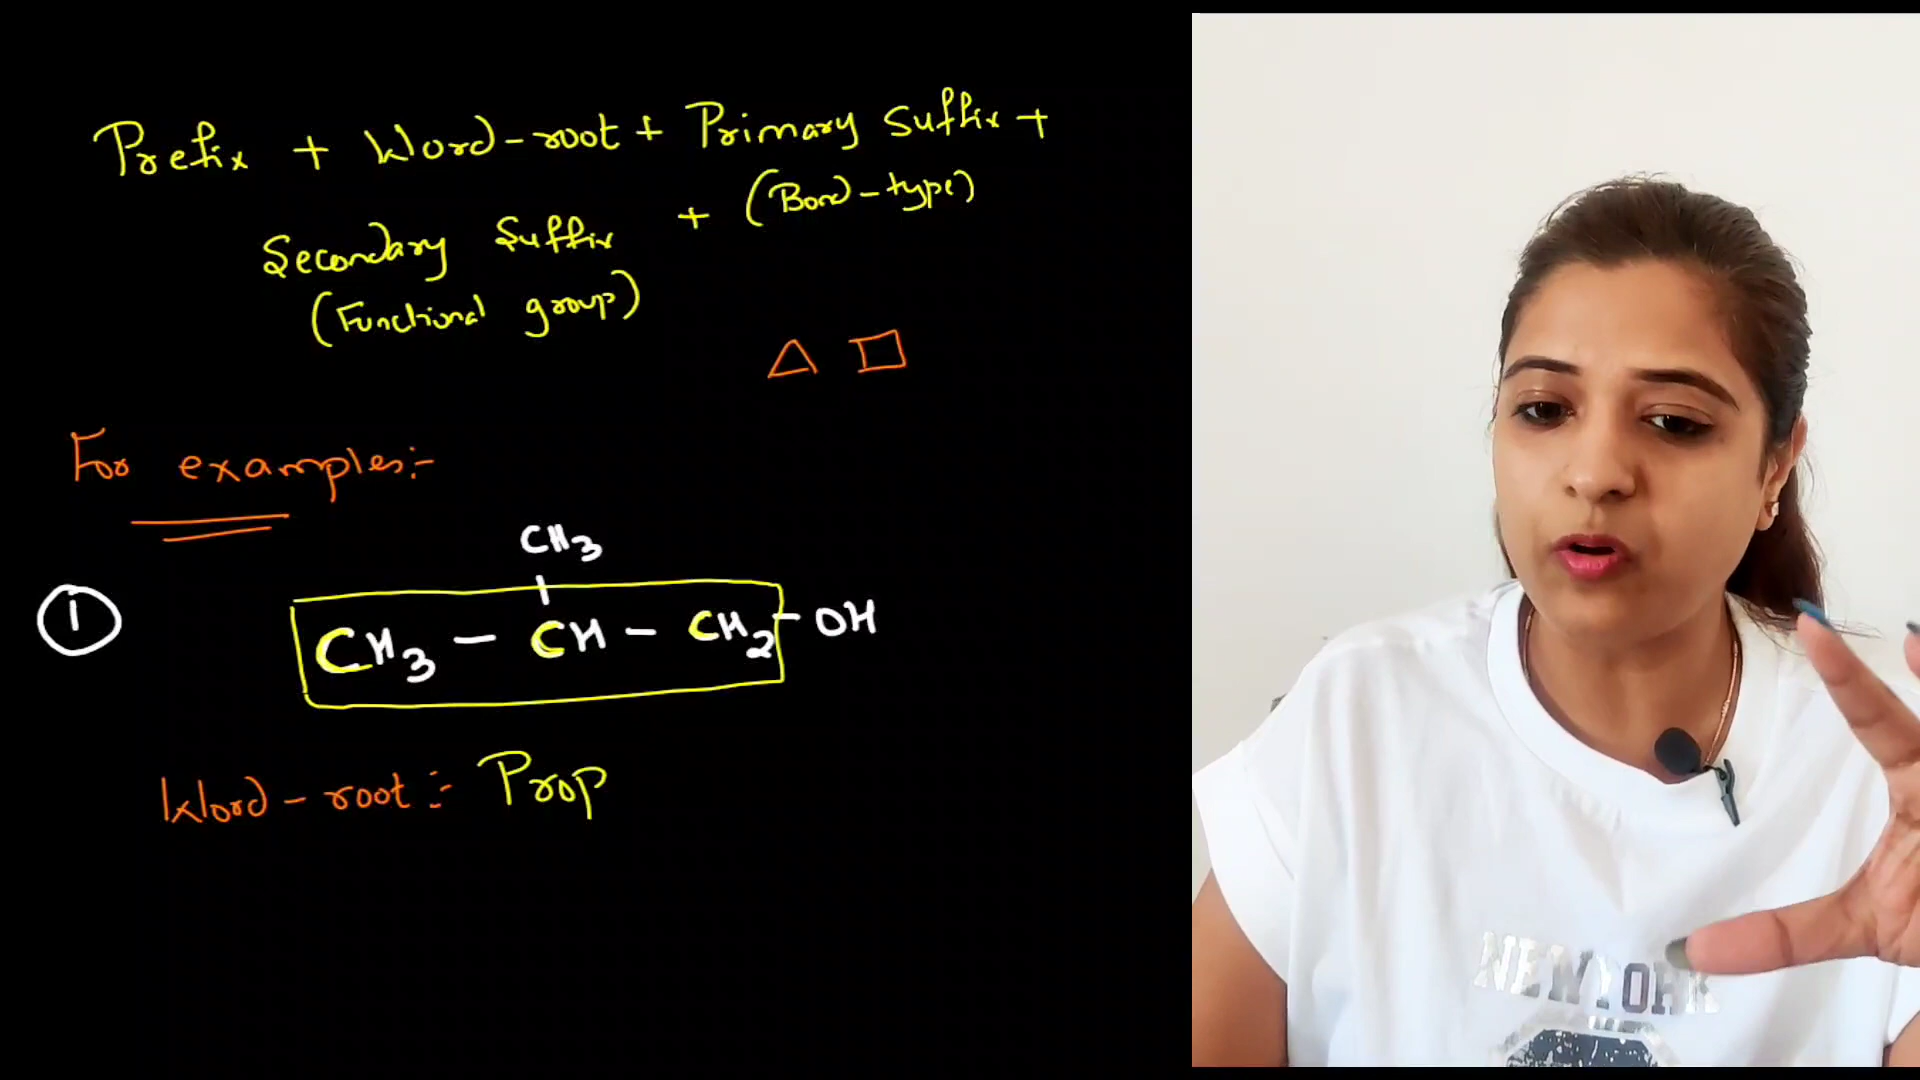 Prefix + Word-root + Primary Suffix +
Secondary Suffix + (Bond-type)
(Functional group)
For examples:-
CH3
1 CH3 - CH - CH2 - OH
Word-root :- Prop
NEW YORK